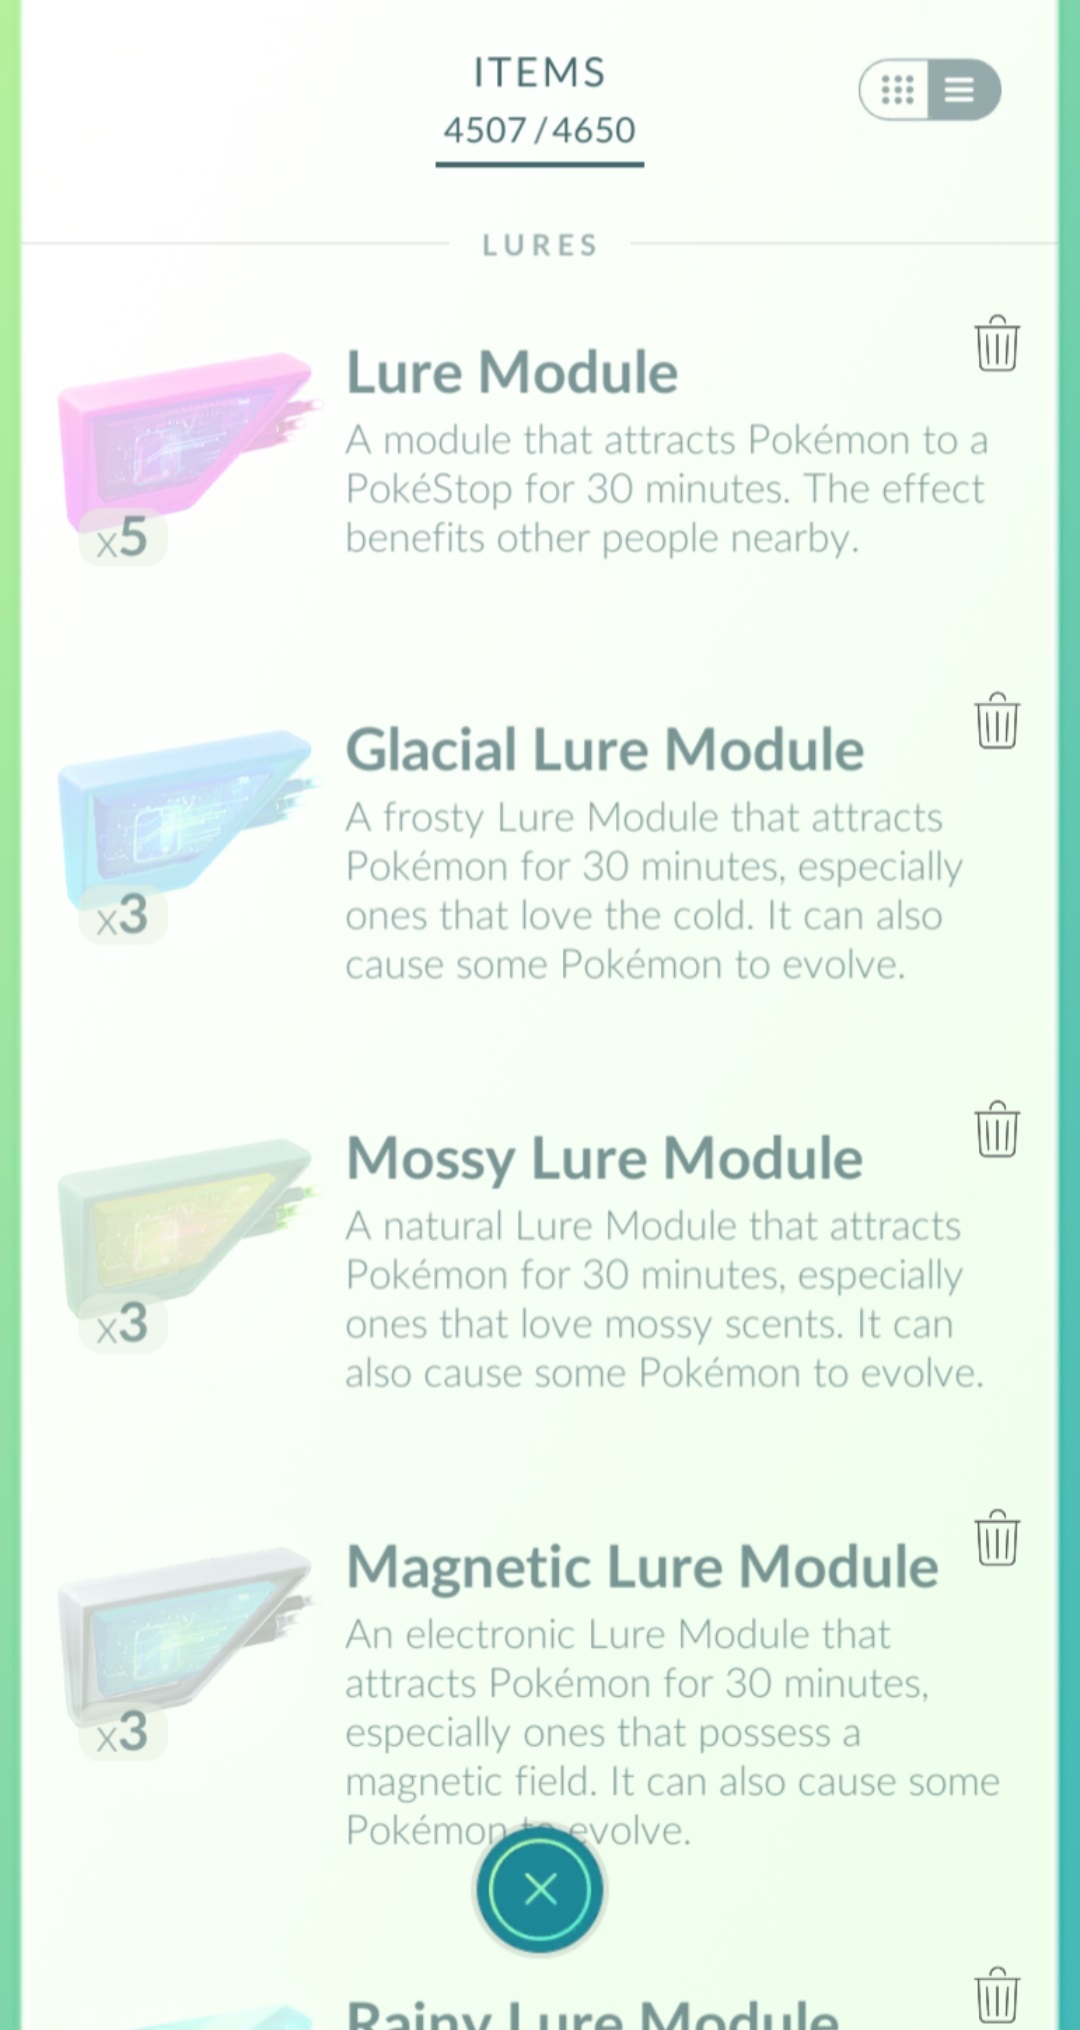 ITEMS
4507 / 4650
LURES
Lure Module
A module that attracts Pokémon to a
PokéStop for 30 minutes. The effect
benefits other people nearby.
x5
Glacial Lure Module
A frosty Lure Module that attracts
Pokémon for 30 minutes, especially
ones that love the cold. It can also
cause some Pokémon to evolve.
x3
Mossy Lure Module
A natural Lure Module that attracts
Pokémon for 30 minutes, especially
ones that love mossy scents. It can
also cause some Pokémon to evolve.
x3
Magnetic Lure Module
An electronic Lure Module that
attracts Pokémon for 30 minutes,
especially ones that possess a
magnetic field. It can also cause some
Pokémon to evolve.
x3
Rainy Lure Module